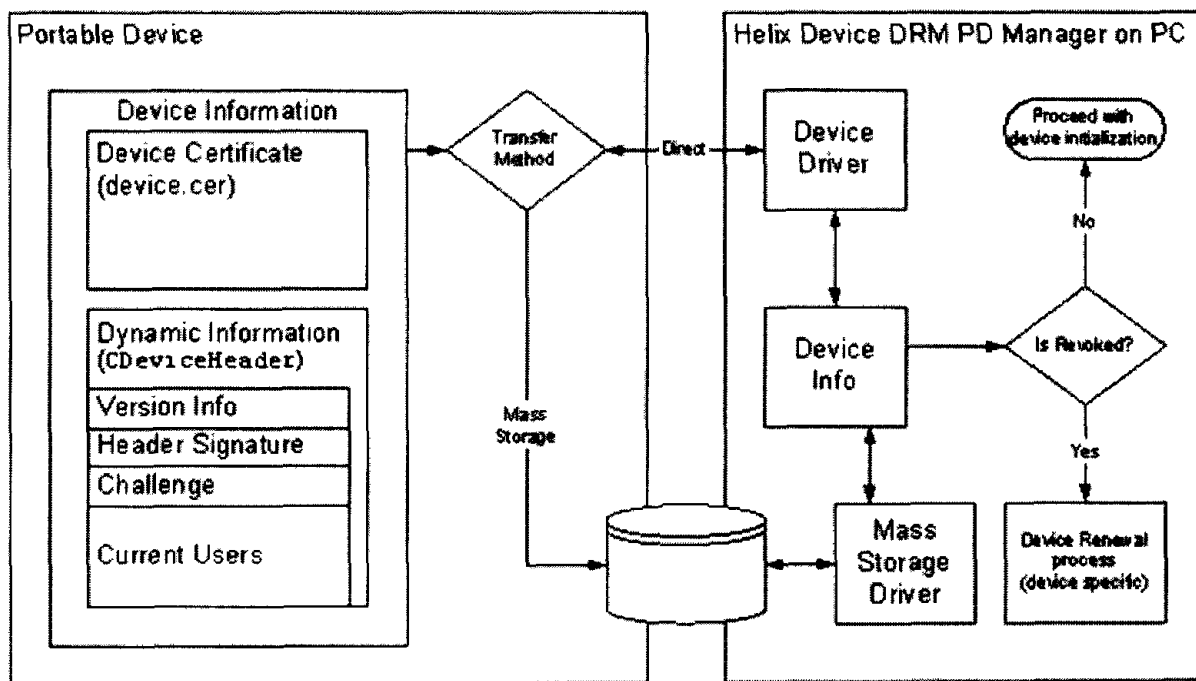 Portable Device
Device Information
Device Certificate
(device.cer)
Dynamic Information
(CDeviceHeader)
Version Info
Header Signature
Challenge
Current Users
Transfer
Method
Direct
Mass
Storage
Helix Device DRM PD Manager on PC
Device
Driver
Device
Info
Mass
Storage
Driver
Proceed with
device initialization
No
Is Revoked?
Yes
Device Renewal
process
(device specific)